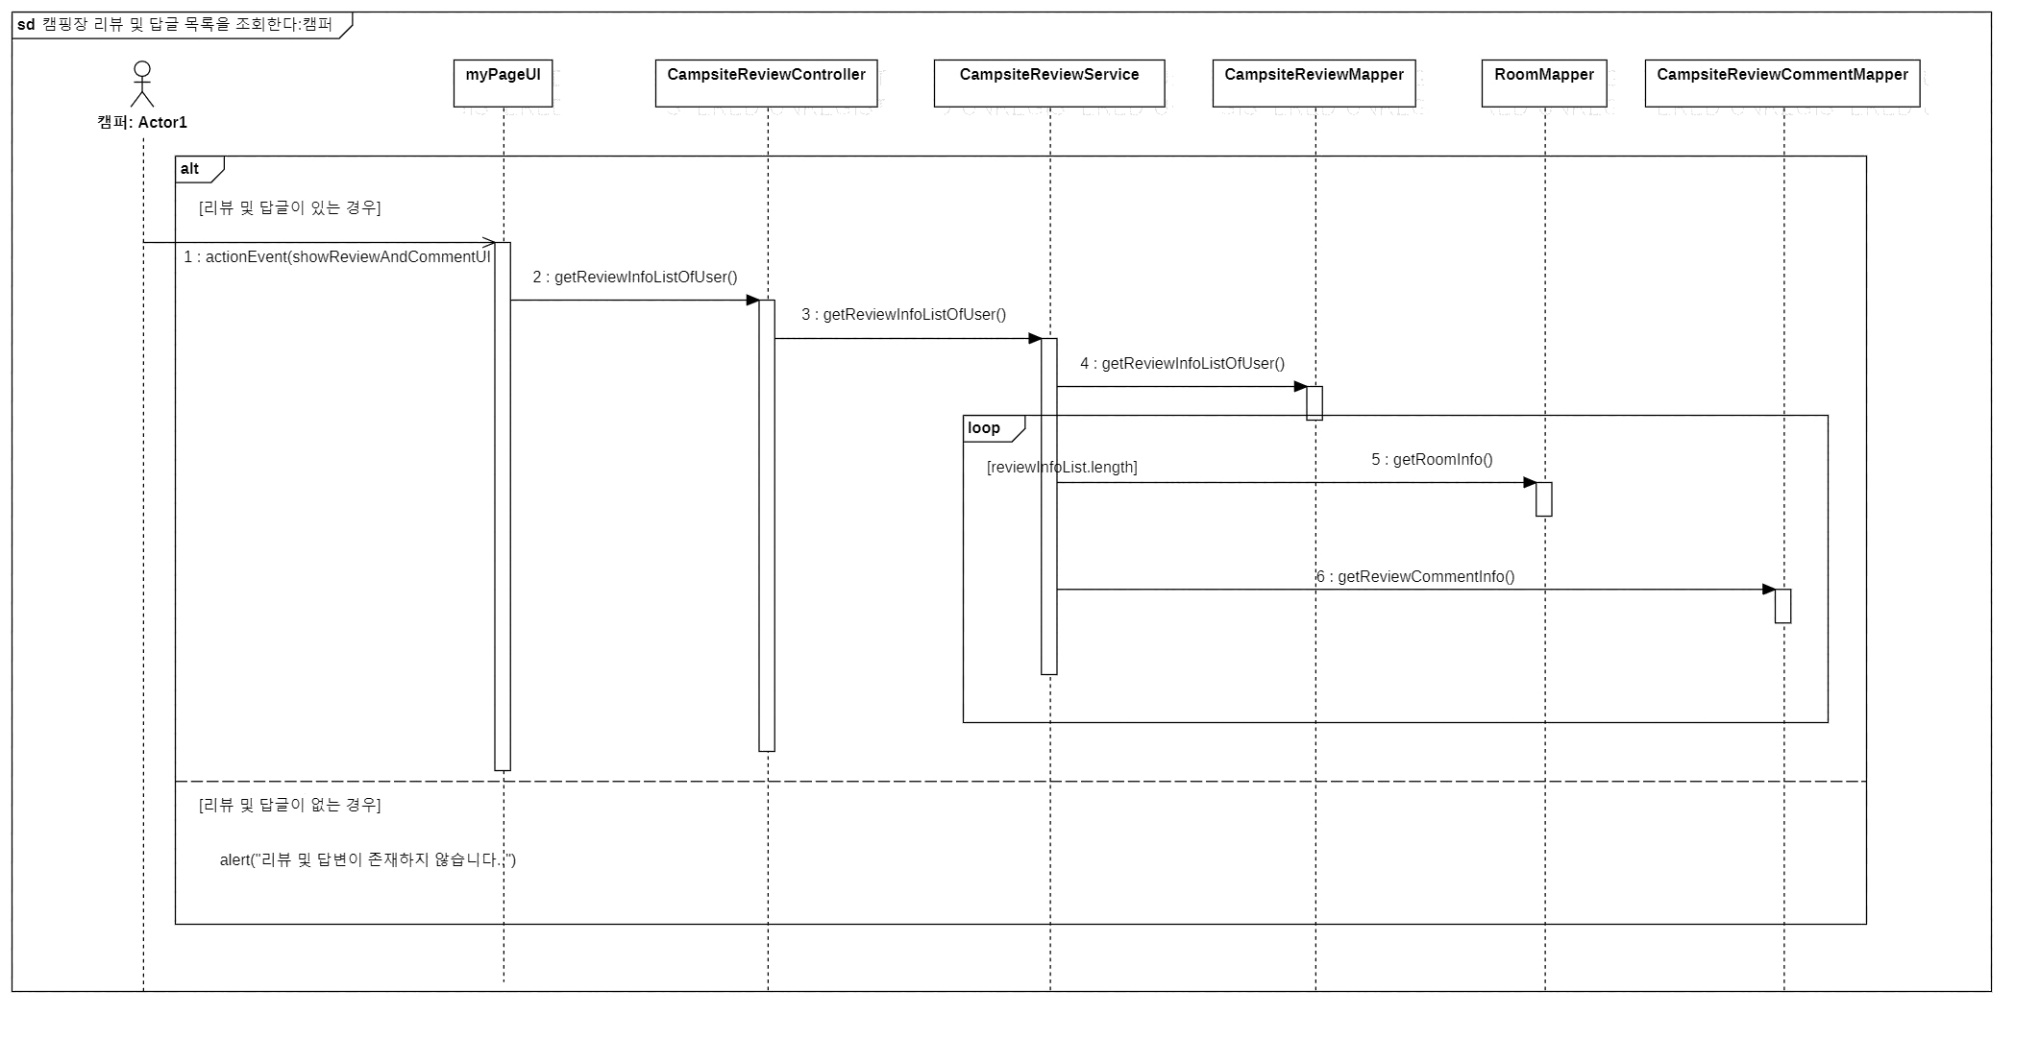 sd 캠핑장 리뷰 및 답글 목록을 조회한다:캠퍼
캠퍼: Actor1
myPageUI
CampsiteReviewController
CampsiteReviewService
CampsiteReviewMapper
RoomMapper
CampsiteReviewCommentMapper
alt
[리뷰 및 답글이 있는 경우]
1 : actionEvent(showReviewAndCommentUI
2 : getReviewInfoListOfUser()
3 : getReviewInfoListOfUser()
4 : getReviewInfoListOfUser()
loop
[reviewInfoList.length]
5 : getRoomInfo()
6 : getReviewCommentInfo()
[리뷰 및 답글이 없는 경우]
alert("리뷰 및 답변이 존재하지 않습니다.")